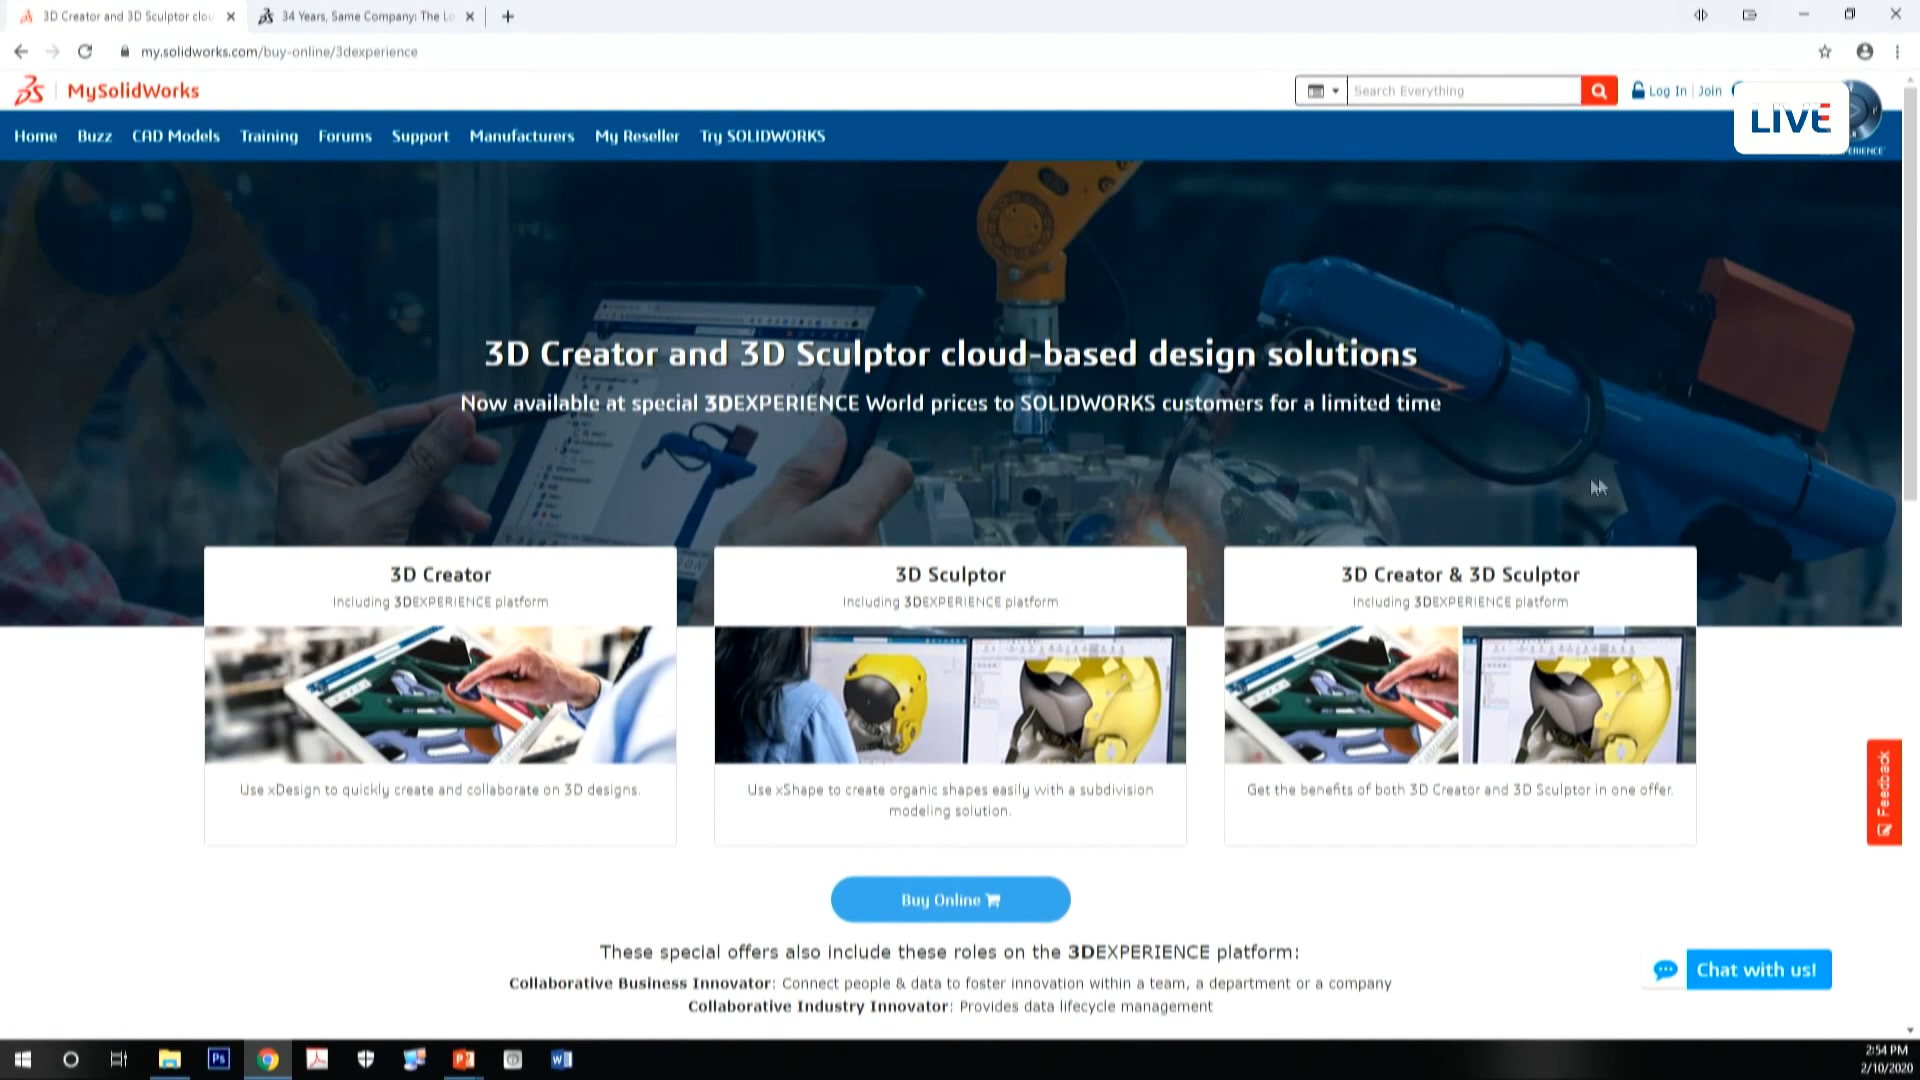 3D Creator and 3D Sculptor clou
34 Years, Same Company: The Lo
my.solidworks.com/buy-online/3dexperience
MySolidWorks
Search Everything
Log In | Join
LIVE
Home Buzz CAD Models Training Forums Support Manufacturers My Reseller Try SOLIDWORKS
3D Creator and 3D Sculptor cloud-based design solutions
Now available at special 3DEXPERIENCE World prices to SOLIDWORKS customers for a limited time
3D Creator
Including 3DEXPERIENCE platform
Use xDesign to quickly create and collaborate on 3D designs.
3D Sculptor
Including 3DEXPERIENCE platform
Use xShape to create organic shapes easily with a subdivision
modeling solution.
3D Creator & 3D Sculptor
Including 3DEXPERIENCE platform
Get the benefits of both 3D Creator and 3D Sculptor in one offer.
Feedback
Buy Online
These special offers also include these roles on the 3DEXPERIENCE platform:
Collaborative Business Innovator: Connect people & data to foster innovation within a team, a department or a company
Collaborative Industry Innovator: Provides data lifecycle management
Chat with us!
Ps
2:54 PM
2/10/2020